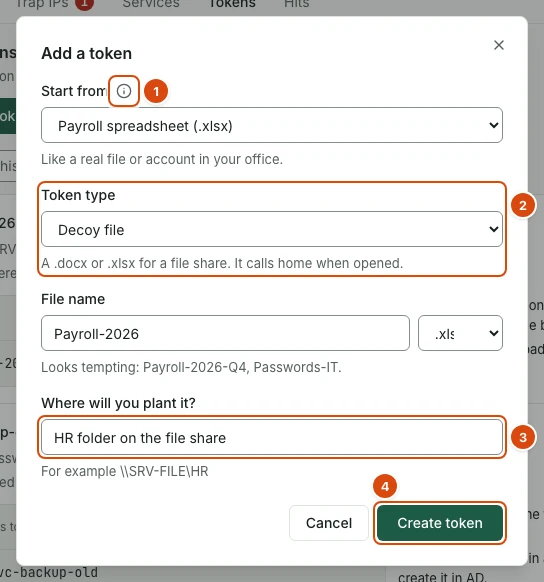 Trap IPs 1 Services Tokens Hits
Add a token
Start from 1
Payroll spreadsheet (.xlsx)
Like a real file or account in your office.
Token type
2
Decoy file
A .docx or .xlsx for a file share. It calls home when opened.
File name
Payroll-2026
Looks tempting: Payroll-2026-Q4, Passwords-IT.
Where will you plant it?
HR folder on the file share
3
For example \\SRV-FILE\HR
4
Cancel
Create token
vc-backup-old
create it in AD.